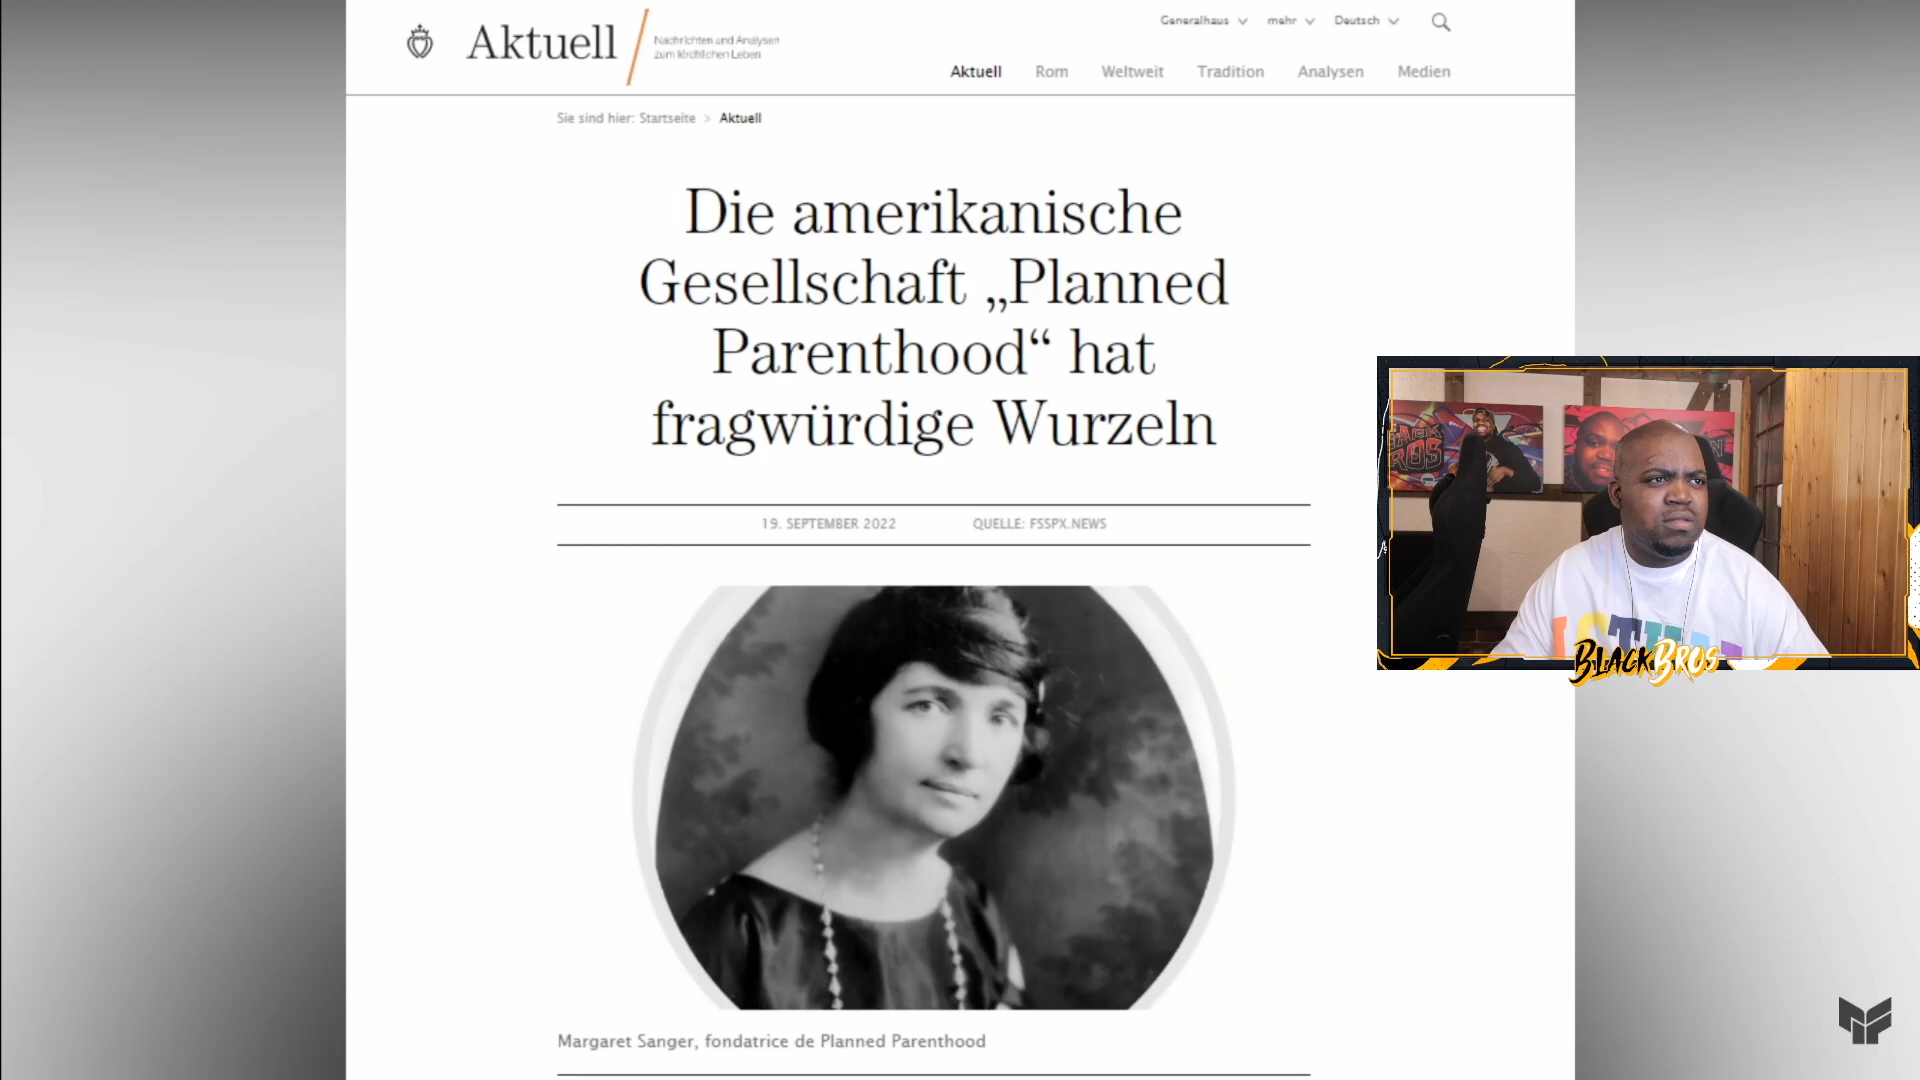 Aktuell
Nachrichten und Analysen
zum kirchlichen Leben
Generalhaus mehr Deutsch
Aktuell Rom Weltweit Tradition Analysen Medien
Sie sind hier: Startseite > Aktuell
Die amerikanische
Gesellschaft „Planned
Parenthood“ hat
fragwürdige Wurzeln
19. SEPTEMBER 2022 QUELLE: FSSPX.NEWS
BLACKBROS
Margaret Sanger, fondatrice de Planned Parenthood